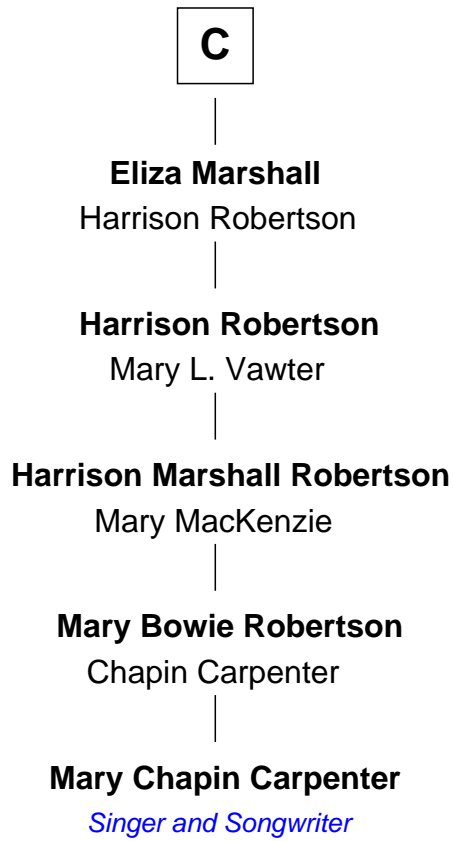 C
Eliza Marshall
Harrison Robertson
Harrison Robertson
Mary L. Vawter
Harrison Marshall Robertson
Mary MacKenzie
Mary Bowie Robertson
Chapin Carpenter
Mary Chapin Carpenter
Singer and Songwriter